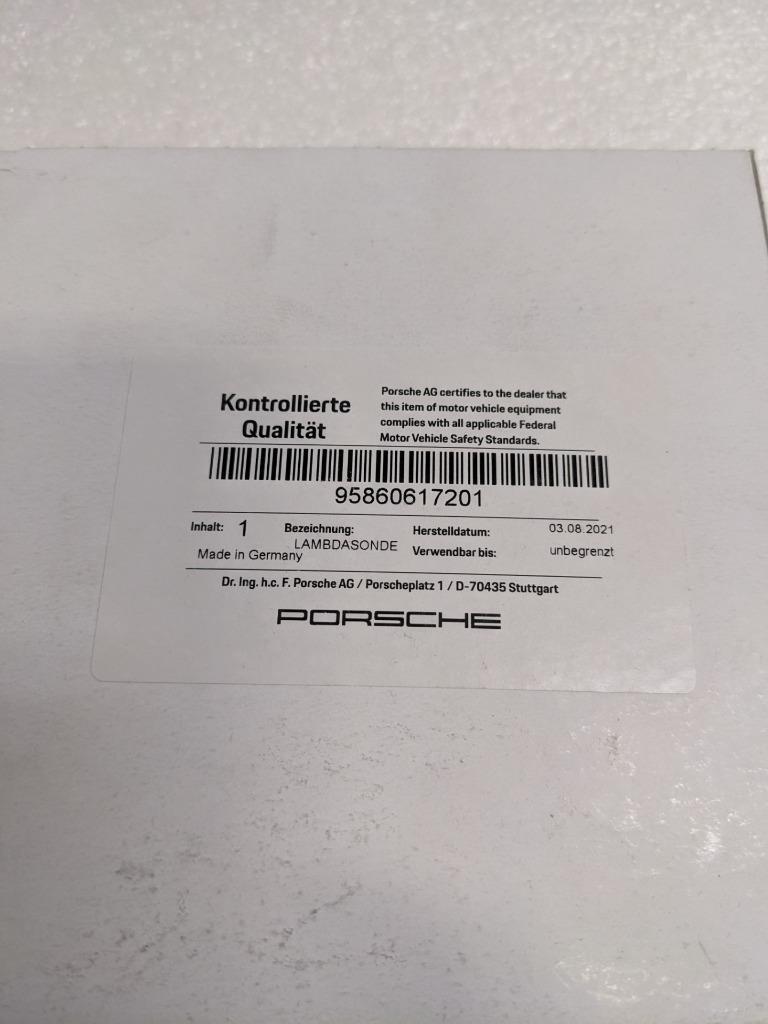 Kontrollierte
Qualität
Porsche AG certifies to the dealer that
this item of motor vehicle equipment
complies with all applicable Federal
Motor Vehicle Safety Standards.
95860617201
Inhalt: 1 Bezeichnung: Herstelldatum: 03.08.2021
LAMBDASONDE
Made in Germany Verwendbar bis: unbegrenzt
Dr. Ing. h.c. F. Porsche AG / Porscheplatz 1 / D-70435 Stuttgart
PORSCHE